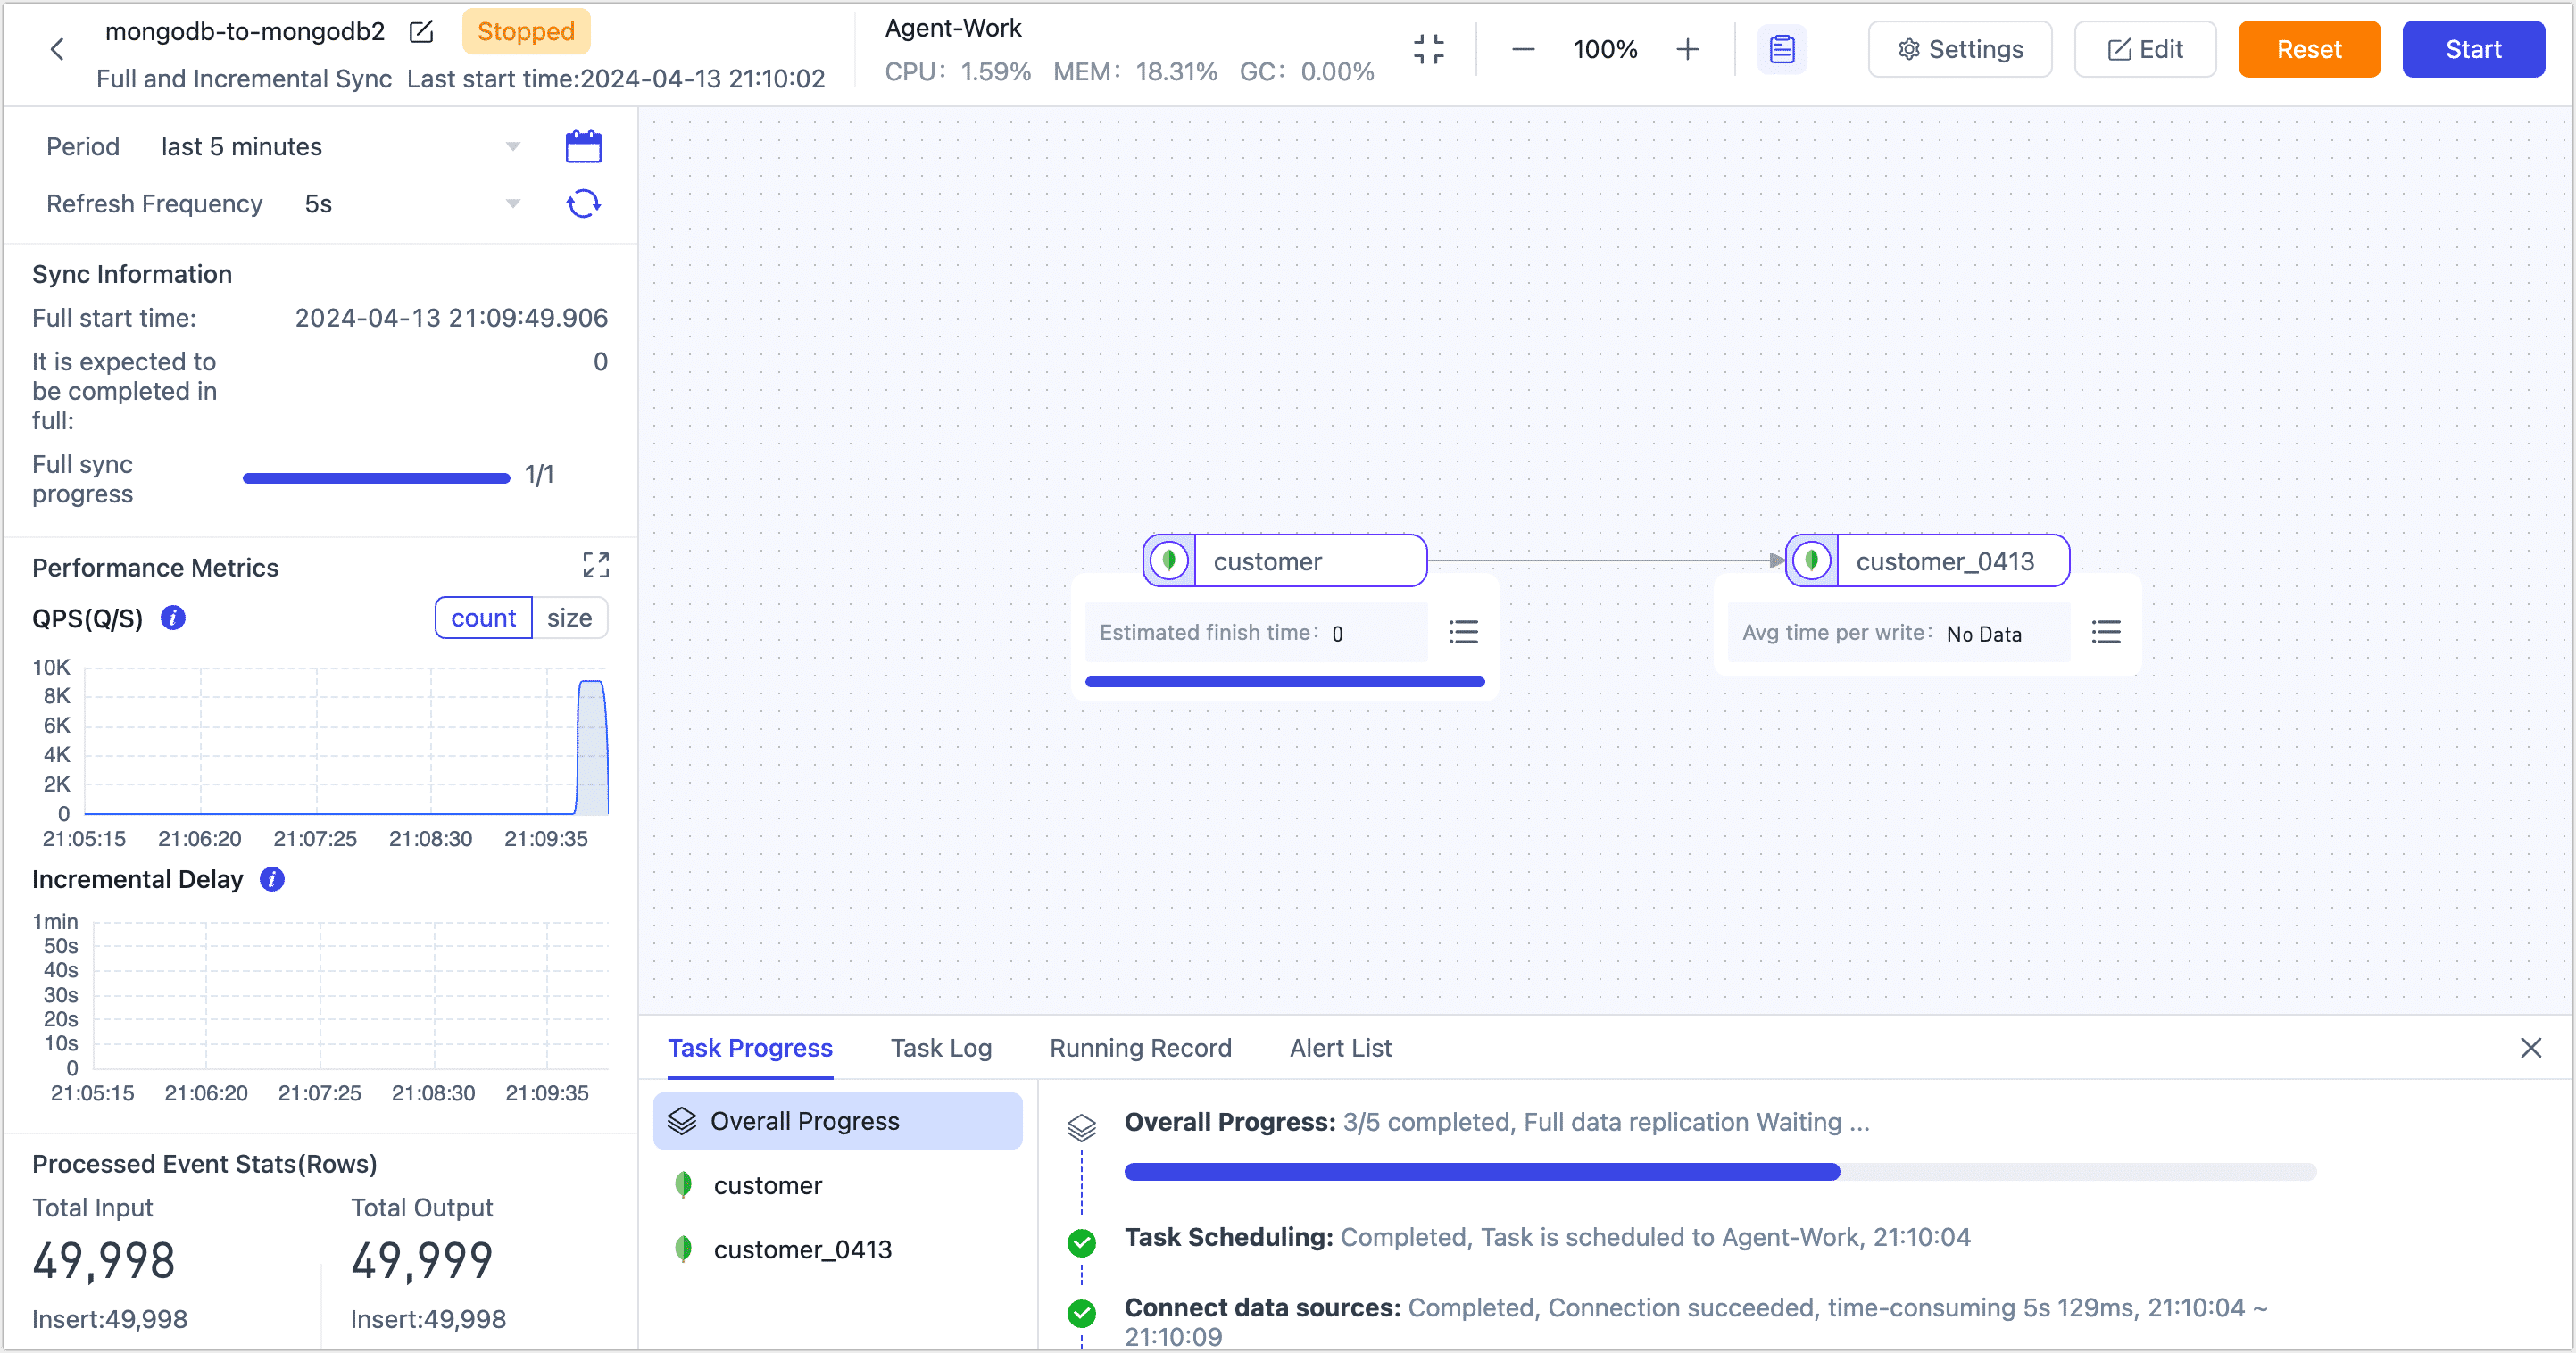 mongodb-to-mongodb2 Stopped
Full and Incremental Sync Last start time:2024-04-13 21:10:02
Agent-Work
CPU: 1.59% MEM: 18.31% GC: 0.00%
100%
Settings
Edit
Reset
Start
Period last 5 minutes
Refresh Frequency 5s
Sync Information
Full start time: 2024-04-13 21:09:49.906
It is expected to 0
be completed in
full:
Full sync
progress
1/1
Performance Metrics
QPS(Q/S) i count size
10K
8K
6K
4K
2K
0
21:05:15 21:06:20 21:07:25 21:08:30 21:09:35
Incremental Delay i
1min
50s
40s
30s
20s
10s
0
21:05:15 21:06:20 21:07:25 21:08:30 21:09:35
Processed Event Stats(Rows)
Total Input Total Output
49,998 49,999
Insert:49,998 Insert:49,998
customer
Estimated finish time: 0
customer_0413
Avg time per write: No Data
Task Progress Task Log Running Record Alert List
Overall Progress
customer
customer_0413
Overall Progress: 3/5 completed, Full data replication Waiting ...
Task Scheduling: Completed, Task is scheduled to Agent-Work, 21:10:04
Connect data sources: Completed, Connection succeeded, time-consuming 5s 129ms, 21:10:04 ~
21:10:09